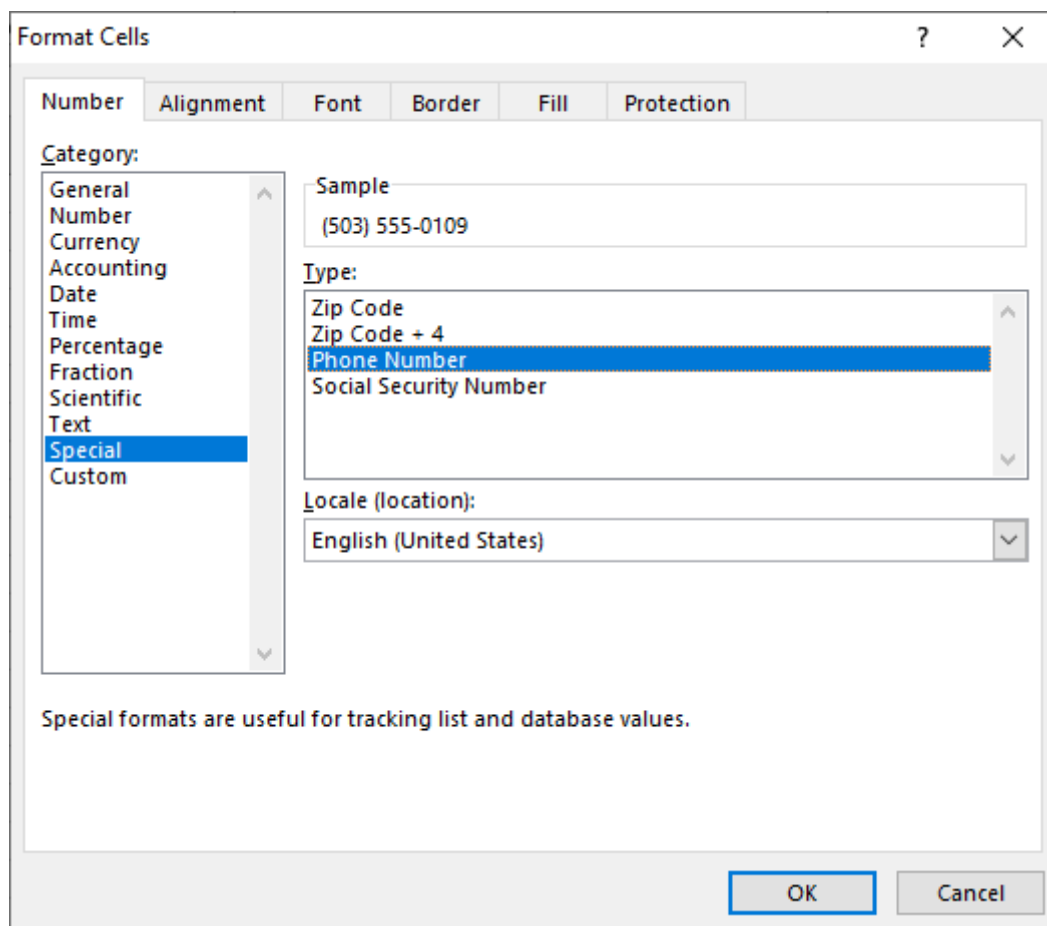 Format Cells
?
Number Alignment Font Border Fill Protection
Category:
General
Number
Currency
Accounting
Date
Time
Percentage
Fraction
Scientific
Text
Special
Custom
Sample
(503) 555-0109
Type:
Zip Code
Zip Code + 4
Phone Number
Social Security Number
Locale (location):
English (United States)
Special formats are useful for tracking list and database values.
OK Cancel